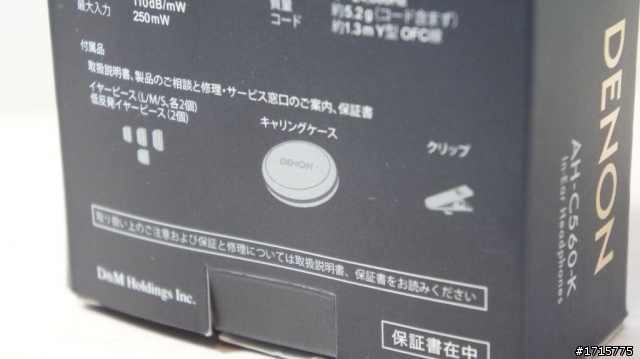 最大入力
110dB/mW
250mW
質量
コード
約5.2g(コード含まず)
約1.3m Y型 OFC線
付属品
取扱説明書、製品のご相談と修理・サービス窓口のご案内、保証書
イヤーピース(L/M/S、各2個)
低反発イヤーピース(2個)
キャリングケース
クリップ
DENON
取り扱い上のご注意および保証と修理については取扱説明書、保証書をお読みください
D&M Holdings Inc.
保証書在中
DENON
AH-C560-K
In-Ear Headphones
#1715775